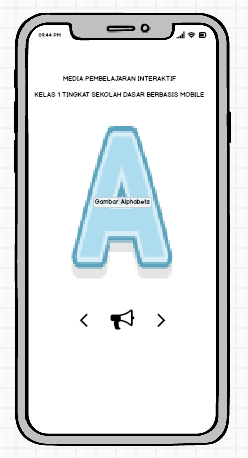 09:44 PM
MEDIA PEMBELAJARAN INTERAKTIF
KELAS 1 TINGKAT SEKOLAH DASAR BERBASIS MOBILE
A
Gambar Alphabets